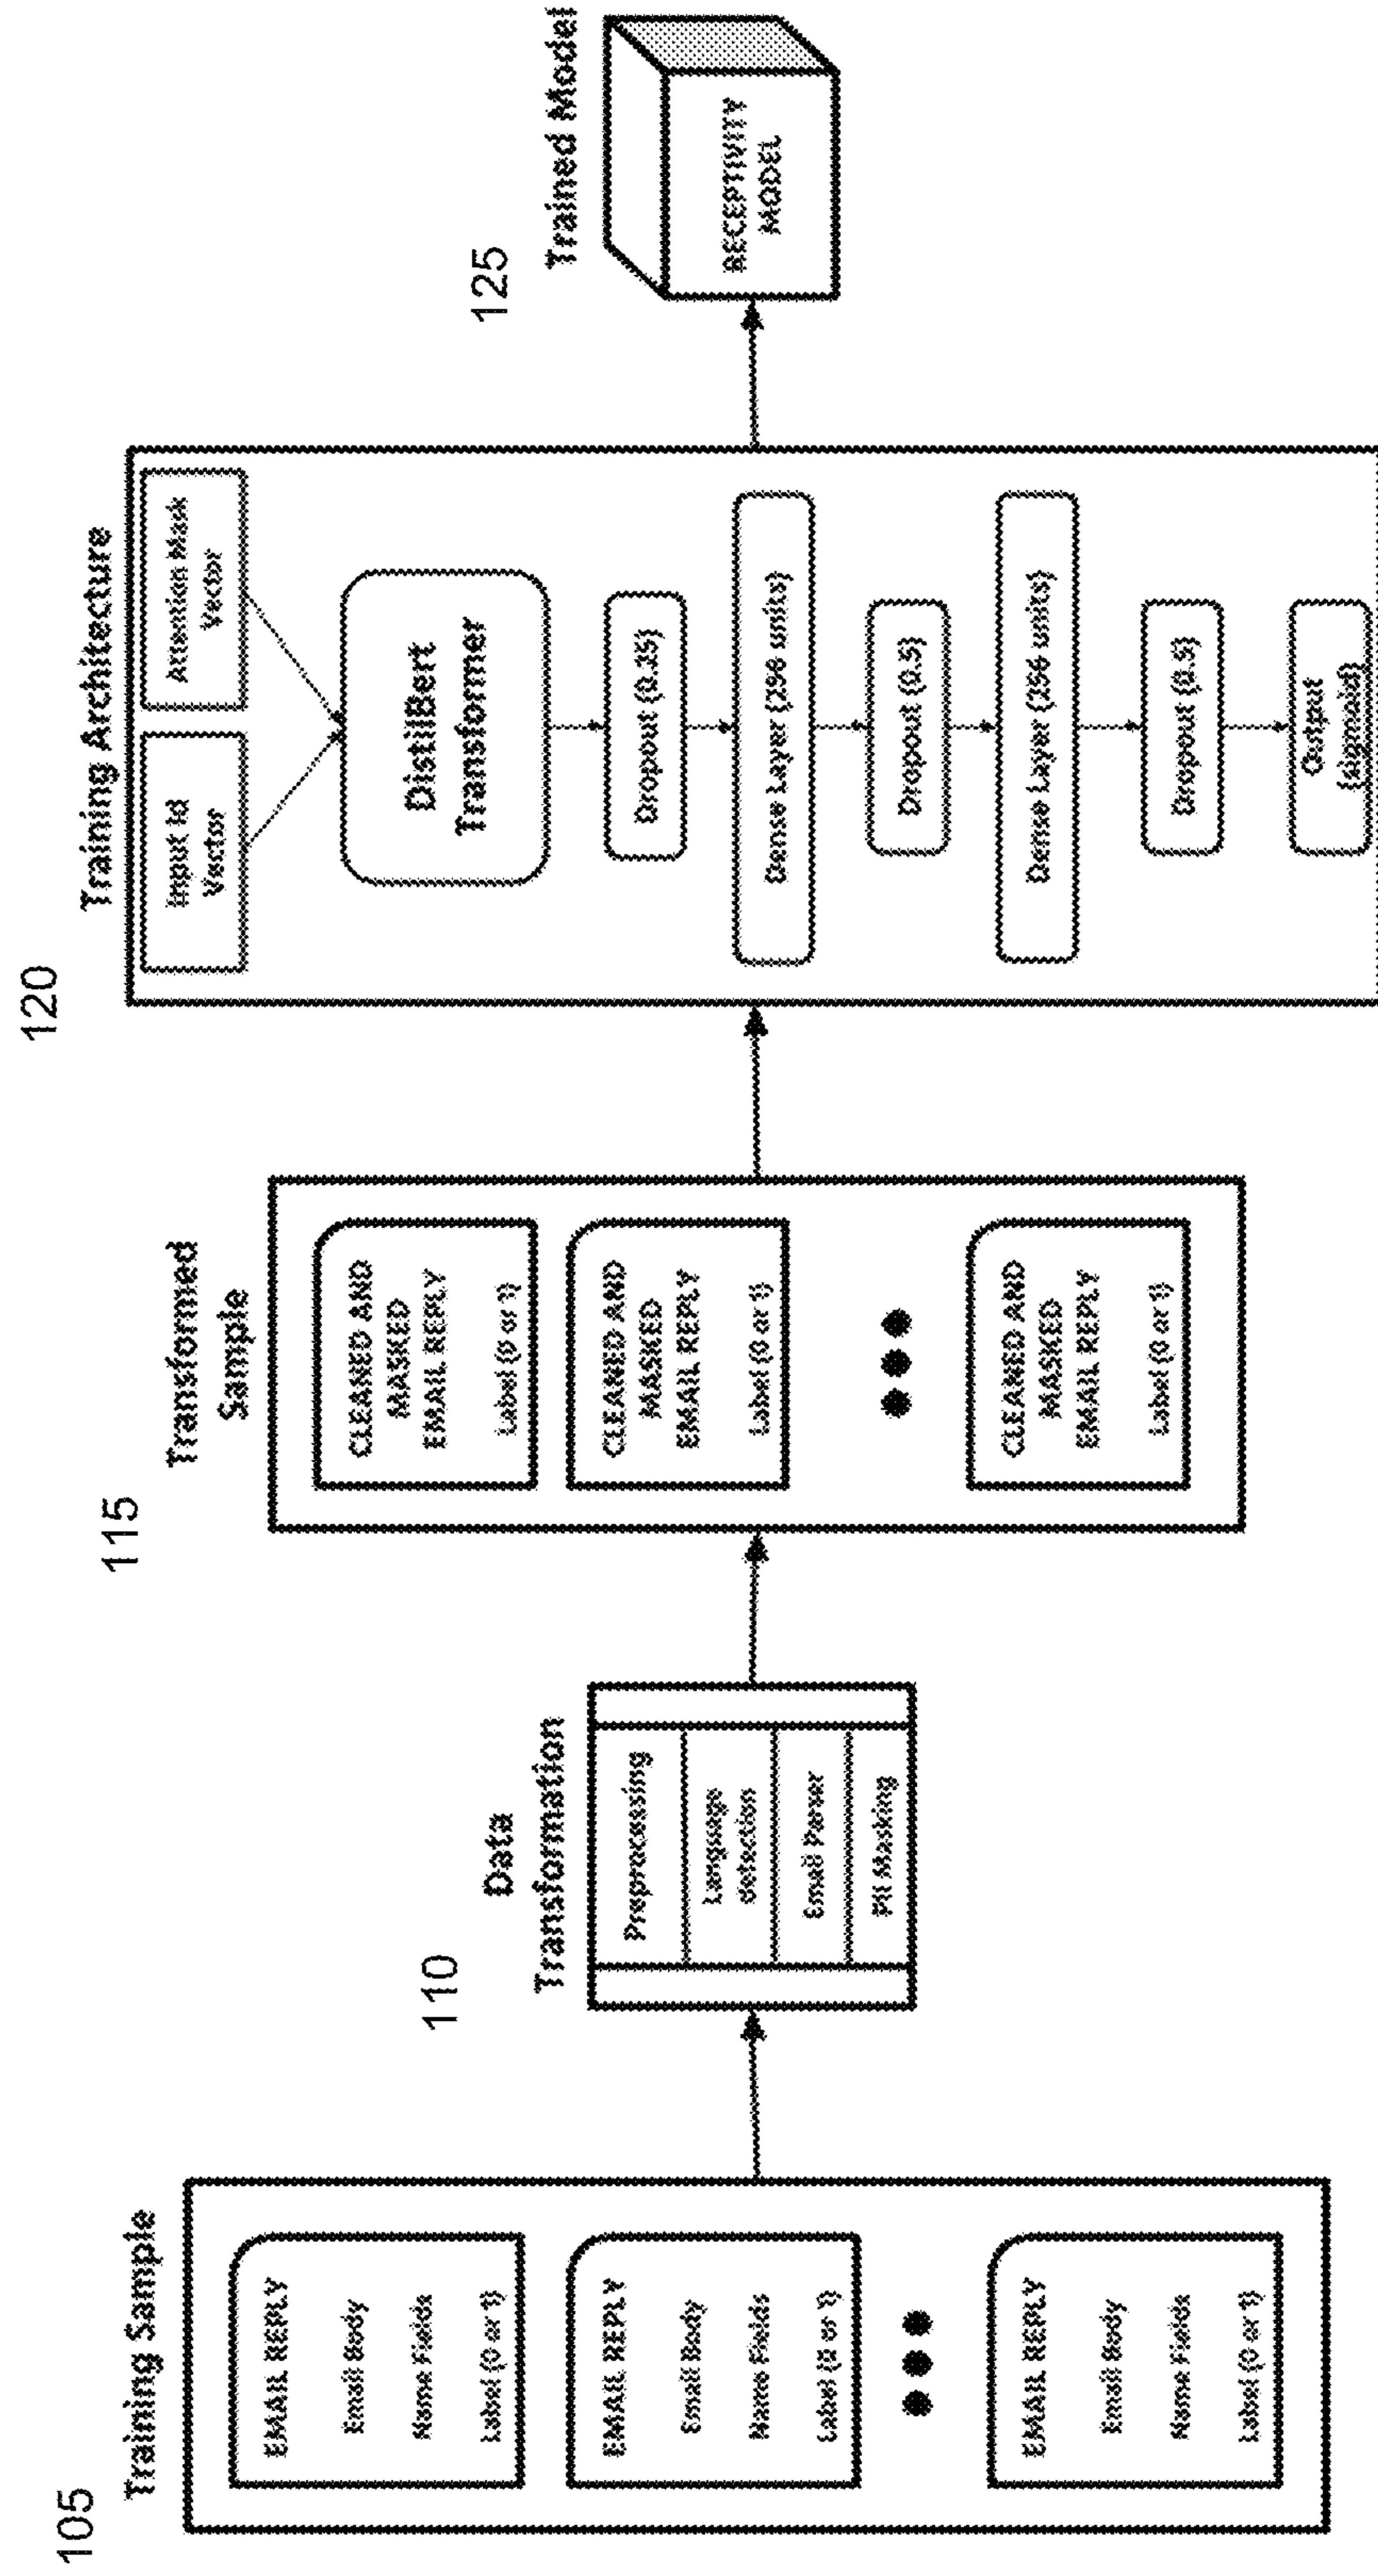 105
Training Sample
EMAIL REPLY
Email Body
Name Fields
Label (0 or 1)
EMAIL REPLY
Email Body
Name Fields
Label (0 or 1)
EMAIL REPLY
Email Body
Name Fields
Label (0 or 1)
110
Data
Transformation
Preprocessing
Language
detection
Email Parser
PII Masking
115
Transformed
Sample
CLEANED AND
MASKED
EMAIL REPLY
Label (0 or 1)
CLEANED AND
MASKED
EMAIL REPLY
Label (0 or 1)
CLEANED AND
MASKED
EMAIL REPLY
Label (0 or 1)
120
Training Architecture
Input Id
Vector
Attention Mask
Vector
DistilBert
Transformer
Dropout
Dense Layer (256 units)
Dropout (0.5)
Dense Layer (256 units)
Dropout (0.5)
Output
(sigmoid)
125
Trained Model
RECEPTIVITY
MODEL